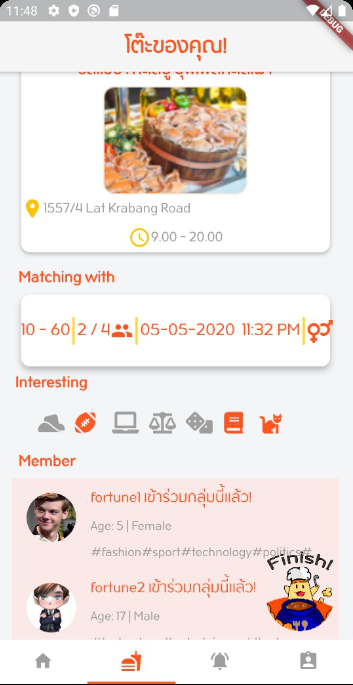 11:48
DEBUG
โต๊ะของคุณ!
1557/4 Lat Krabang Road
9.00 - 20.00
Matching with
10 - 60 | 2 / 4 | 05-05-2020 11:32 PM |
Interesting
Member
fortune1 เข้าร่วมกลุ่มนี้แล้ว!
Age: 5 | Female
#fashion#sport#technology#politics#
Finish!
fortune2 เข้าร่วมกลุ่มนี้แล้ว!
Age: 17 | Male